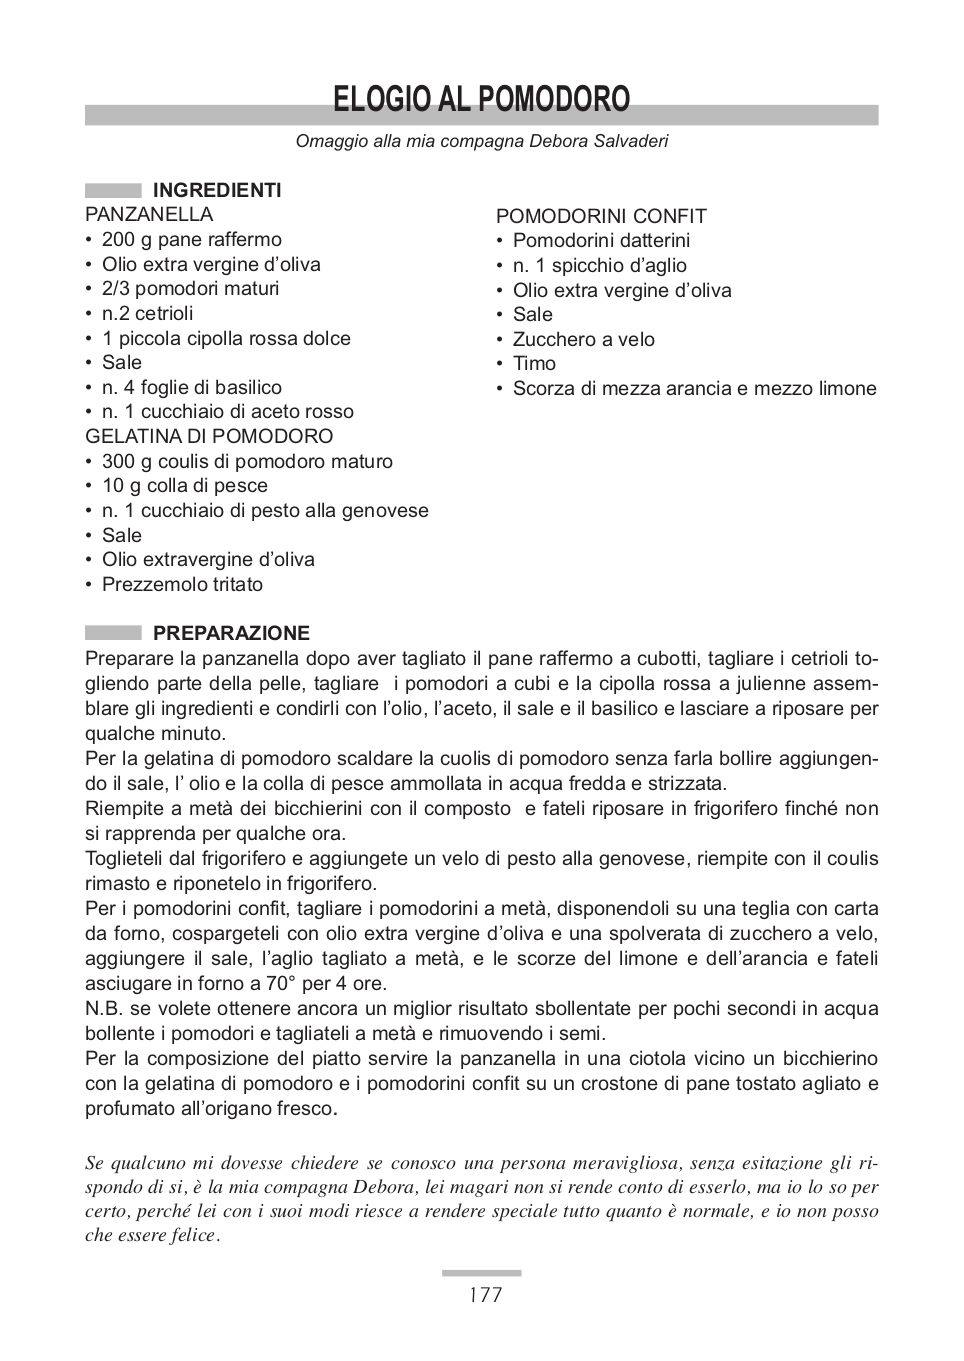 ELOGIO AL POMODORO
Omaggio alla mia compagna Debora Salvaderi
INGREDIENTI
PANZANELLA
• 200 g pane raffermo
• Olio extra vergine d’oliva
• 2/3 pomodori maturi
• n.2 cetrioli
• 1 piccola cipolla rossa dolce
• Sale
• n. 4 foglie di basilico
• n. 1 cucchiaio di aceto rosso
GELATINA DI POMODORO
• 300 g coulis di pomodoro maturo
• 10 g colla di pesce
• n. 1 cucchiaio di pesto alla genovese
• Sale
• Olio extravergine d’oliva
• Prezzemolo tritato
POMODORINI CONFIT
• Pomodorini datterini
• n. 1 spicchio d’aglio
• Olio extra vergine d’oliva
• Sale
• Zucchero a velo
• Timo
• Scorza di mezza arancia e mezzo limone
PREPARAZIONE
Preparare la panzanella dopo aver tagliato il pane raffermo a cubotti, tagliare i cetrioli to-
gliendo parte della pelle, tagliare  i pomodori a cubi e la cipolla rossa a julienne assem-
blare gli ingredienti e condirli con l’olio, l’aceto, il sale e il basilico e lasciare a riposare per
qualche minuto.
Per la gelatina di pomodoro scaldare la cuolis di pomodoro senza farla bollire aggiungen-
do il sale, l’ olio e la colla di pesce ammollata in acqua fredda e strizzata.
Riempite a metà dei bicchierini con il composto  e fateli riposare in frigorifero finché non
si rapprenda per qualche ora.
Toglieteli dal frigorifero e aggiungete un velo di pesto alla genovese, riempite con il coulis
rimasto e riponetelo in frigorifero.
Per i pomodorini confit, tagliare i pomodorini a metà, disponendoli su una teglia con carta
da forno, cospargeteli con olio extra vergine d’oliva e una spolverata di zucchero a velo,
aggiungere il sale, l’aglio tagliato a metà, e le scorze del limone e dell’arancia e fateli
asciugare in forno a 70° per 4 ore.
N.B. se volete ottenere ancora un miglior risultato sbollentate per pochi secondi in acqua
bollente i pomodori e tagliateli a metà e rimuovendo i semi.
Per la composizione del piatto servire la panzanella in una ciotola vicino un bicchierino
con la gelatina di pomodoro e i pomodorini confit su un crostone di pane tostato agliato e
profumato all’origano fresco.
Se qualcuno mi dovesse chiedere se conosco una persona meravigliosa, senza esitazione gli ri-
spondo di si, è la mia compagna Debora, lei magari non si rende conto di esserlo, ma io lo so per
certo, perché lei con i suoi modi riesce a rendere speciale tutto quanto è normale, e io non posso
che essere felice.
177